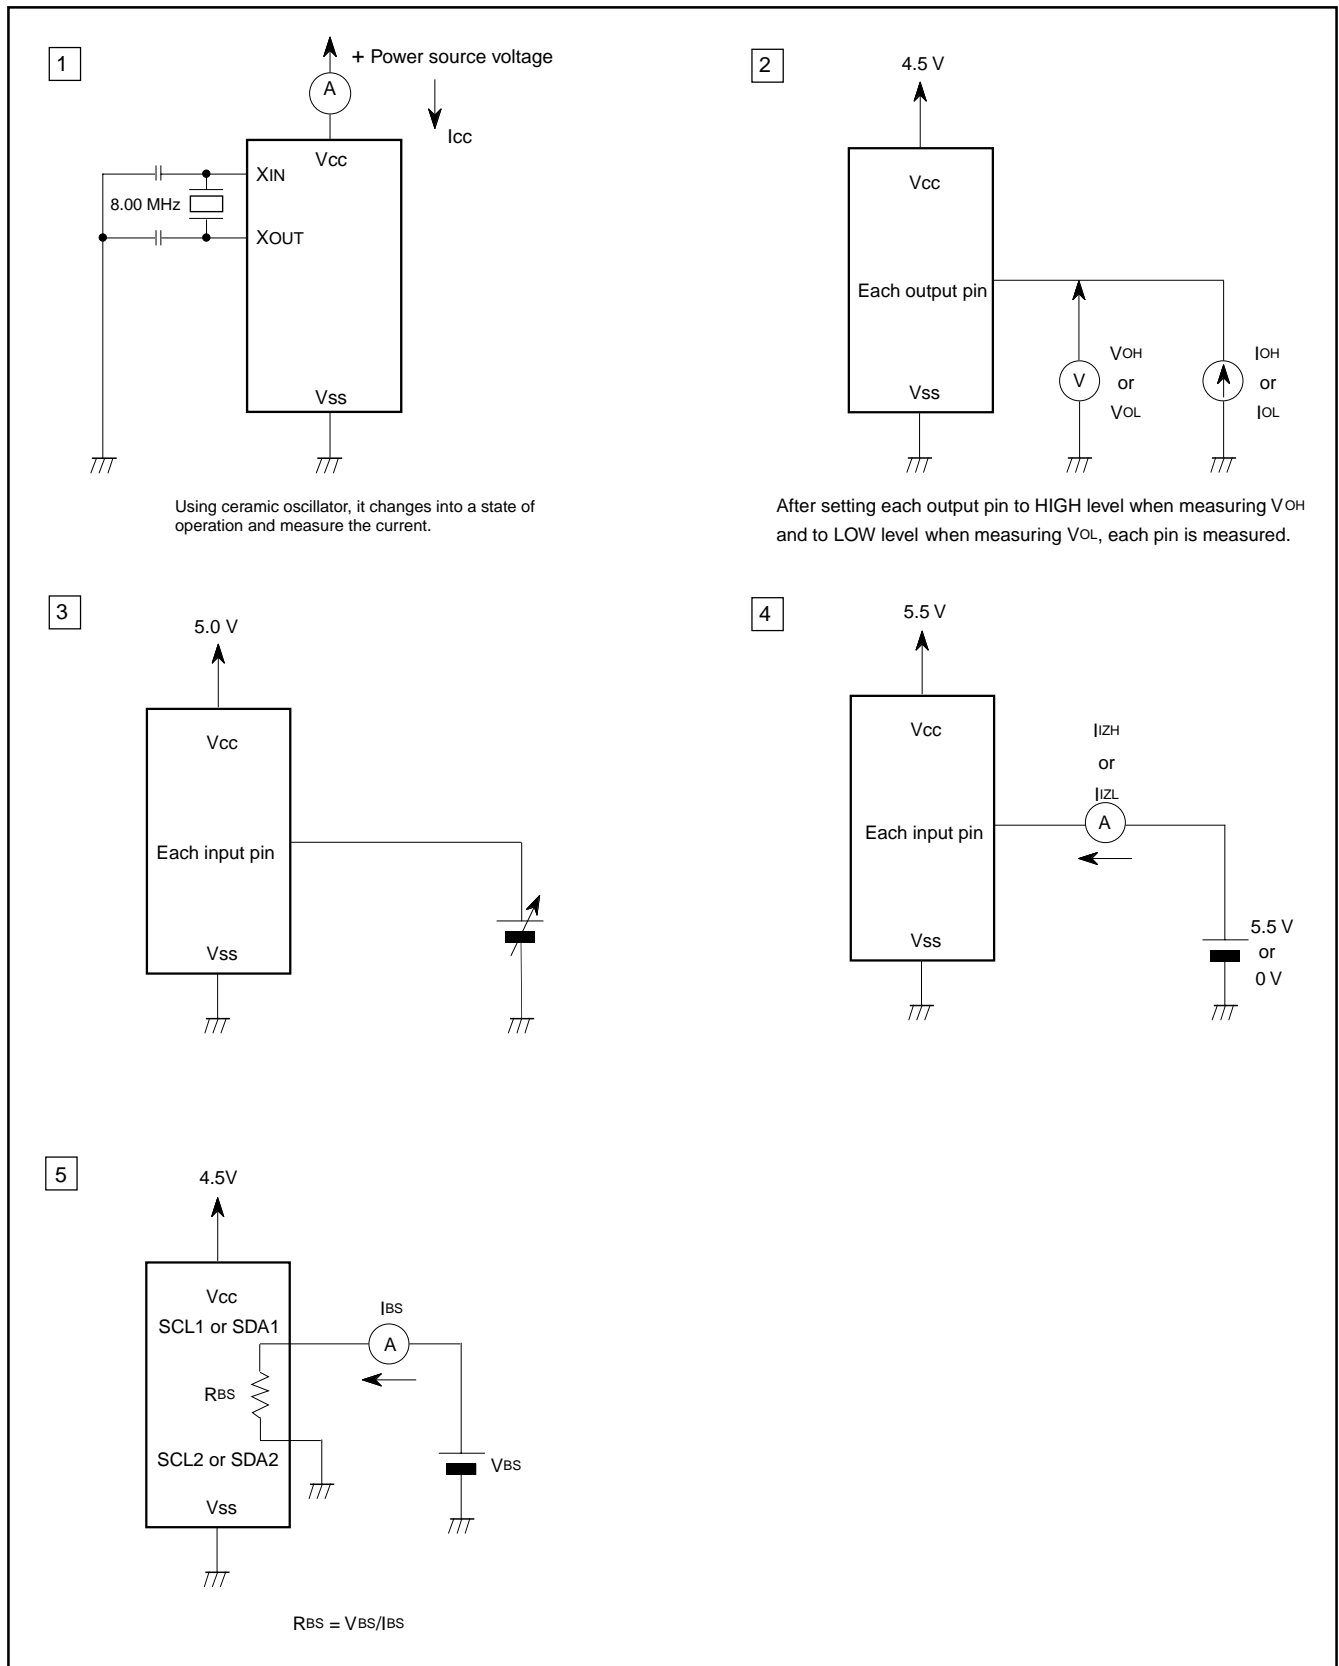 1
+ Power source voltage
A
Icc
Vcc
XIN
8.00 MHz
XOUT
Vss
Using ceramic oscillator, it changes into a state of
operation and measure the current.
2
4.5 V
Vcc
Each output pin
VOH
or
VOL
V
IOH
or
IOL
Vss
After setting each output pin to HIGH level when measuring VOH
and to LOW level when measuring VOL, each pin is measured.
3
5.0 V
Vcc
Each input pin
Vss
4
5.5 V
Vcc
IIZH
or
IIZL
A
Each input pin
Vss
5.5 V
or
0 V
5
4.5V
Vcc
SCL1 or SDA1
IBS
A
RBS
SCL2 or SDA2
VBS
Vss
RBS = VBS/IBS